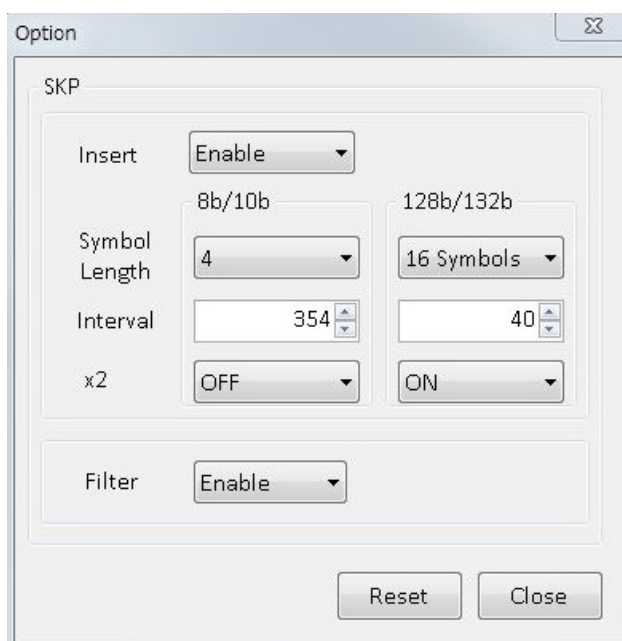 Option
SKP
Insert Enable
8b/10b 128b/132b
Symbol Length 4 16 Symbols
Interval 354 40
x2 OFF ON
Filter Enable
Reset Close